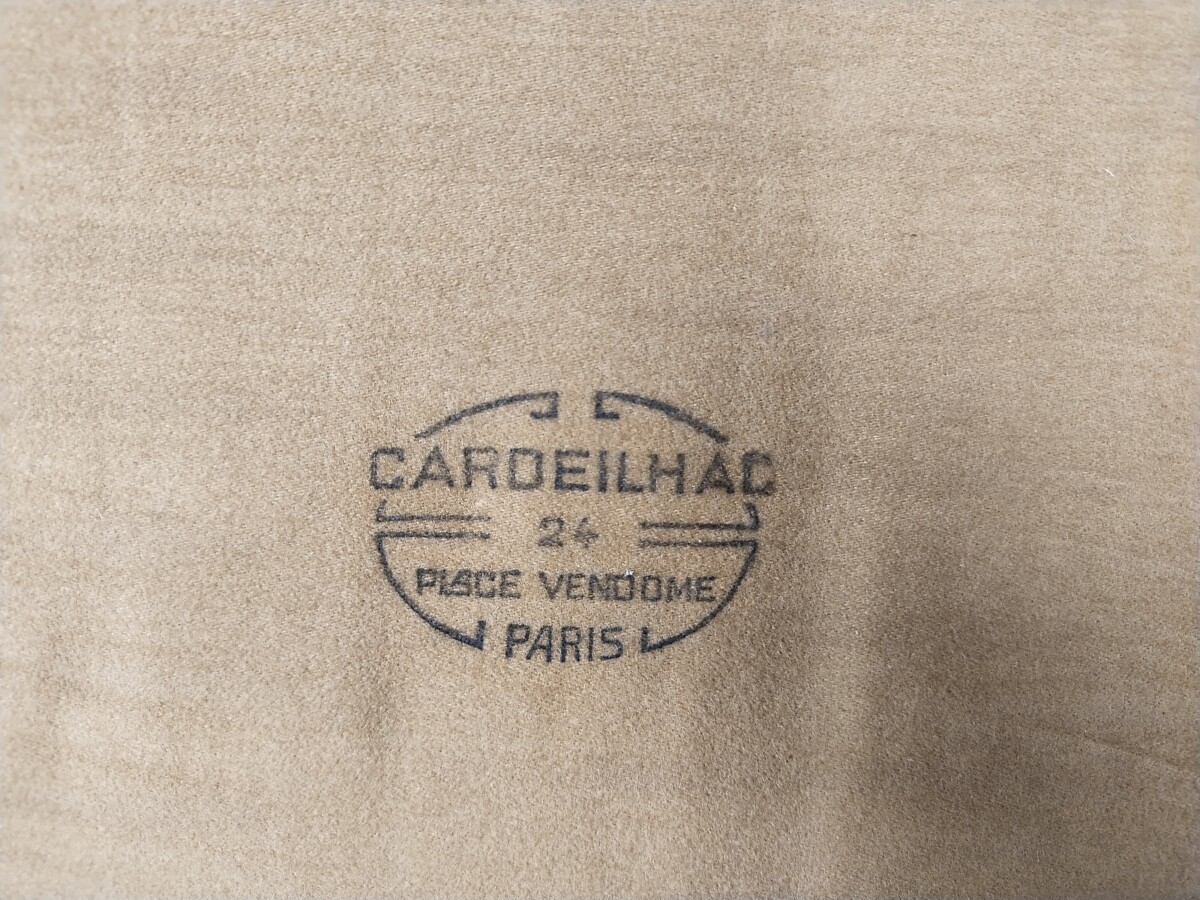 CARDEILHAC
24
PLACE VENDOME
PARIS